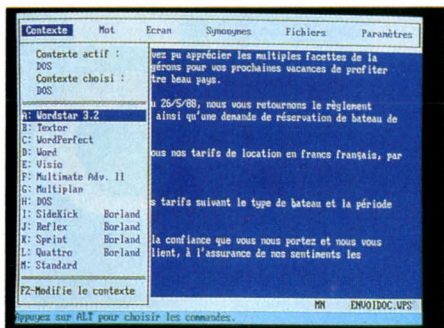 Contexte Mot Ecran Synonymes Fichiers Paramètres
Contexte actif :
DOS
Contexte choisi :
DOS
A: Wordstar 3.2
B: Textor
C: WordPerfect
D: Word
E: Visio
F: Multimate Adv. II
G: Multiplan
H: DOS
I: SideKick Borland
J: Reflex Borland
K: Sprint Borland
L: Quattro Borland
M: Standard
F2-Modifie le contexte
vez pu apprécier les multiples facettes de la
gérons pour vos prochaines vacances de profiter
tre beau pays.
u 26/5/88, nous vous retournons le règlement
ainsi qu'une demande de réservation de bateau de
ous nos tarifs de location en francs français, par
s tarifs suivant le type de bateau et la période
la confiance que vous nous portez et nous vous
lient, à l'assurance de nos sentiments les
MN ENVOIDOC.WPS
Appuyez sur ALT pour choisir les commandes.